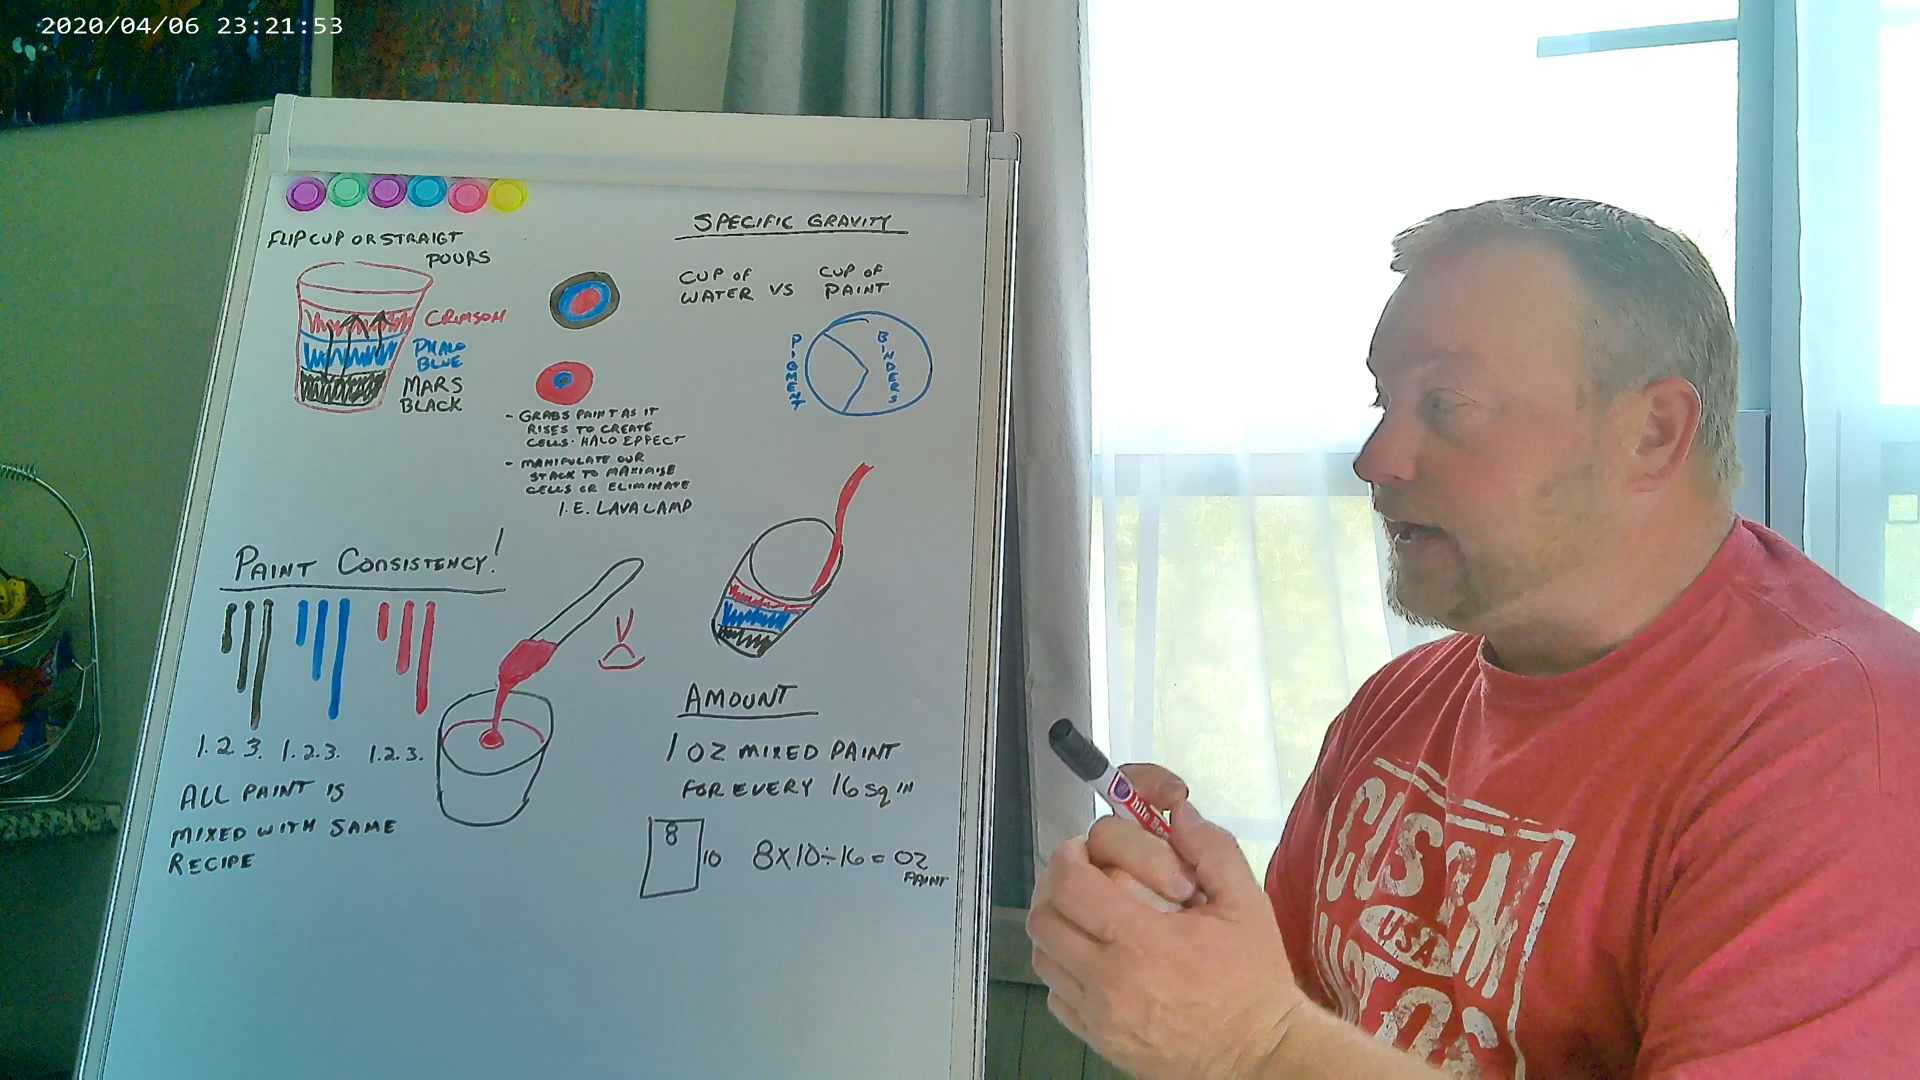 2020/04/06 23:21:53
FLIP CUP OR STRAIGT
POURS
CRIMSON
PHALO
BLUE
MARS
BLACK
- GRABS PAINT AS IT
RISES TO CREATE
CELLS. HALO EFFECT
- MANIPULATE OUR
STACK TO MAXIMISE
CELLS OR ELIMINATE
I.E. LAVA LAMP
SPECIFIC GRAVITY
CUP OF
WATER VS
CUP OF
PAINT
PIGMENT
BINDERS
PAINT CONSISTENCY!
1. 2. 3. 1. 2. 3. 1. 2. 3.
ALL PAINT IS
MIXED WITH SAME
RECIPE
AMOUNT
1 OZ MIXED PAINT
FOR EVERY 16 SQ IN
8
10
8X10÷16 = OZ
PAINT
USA